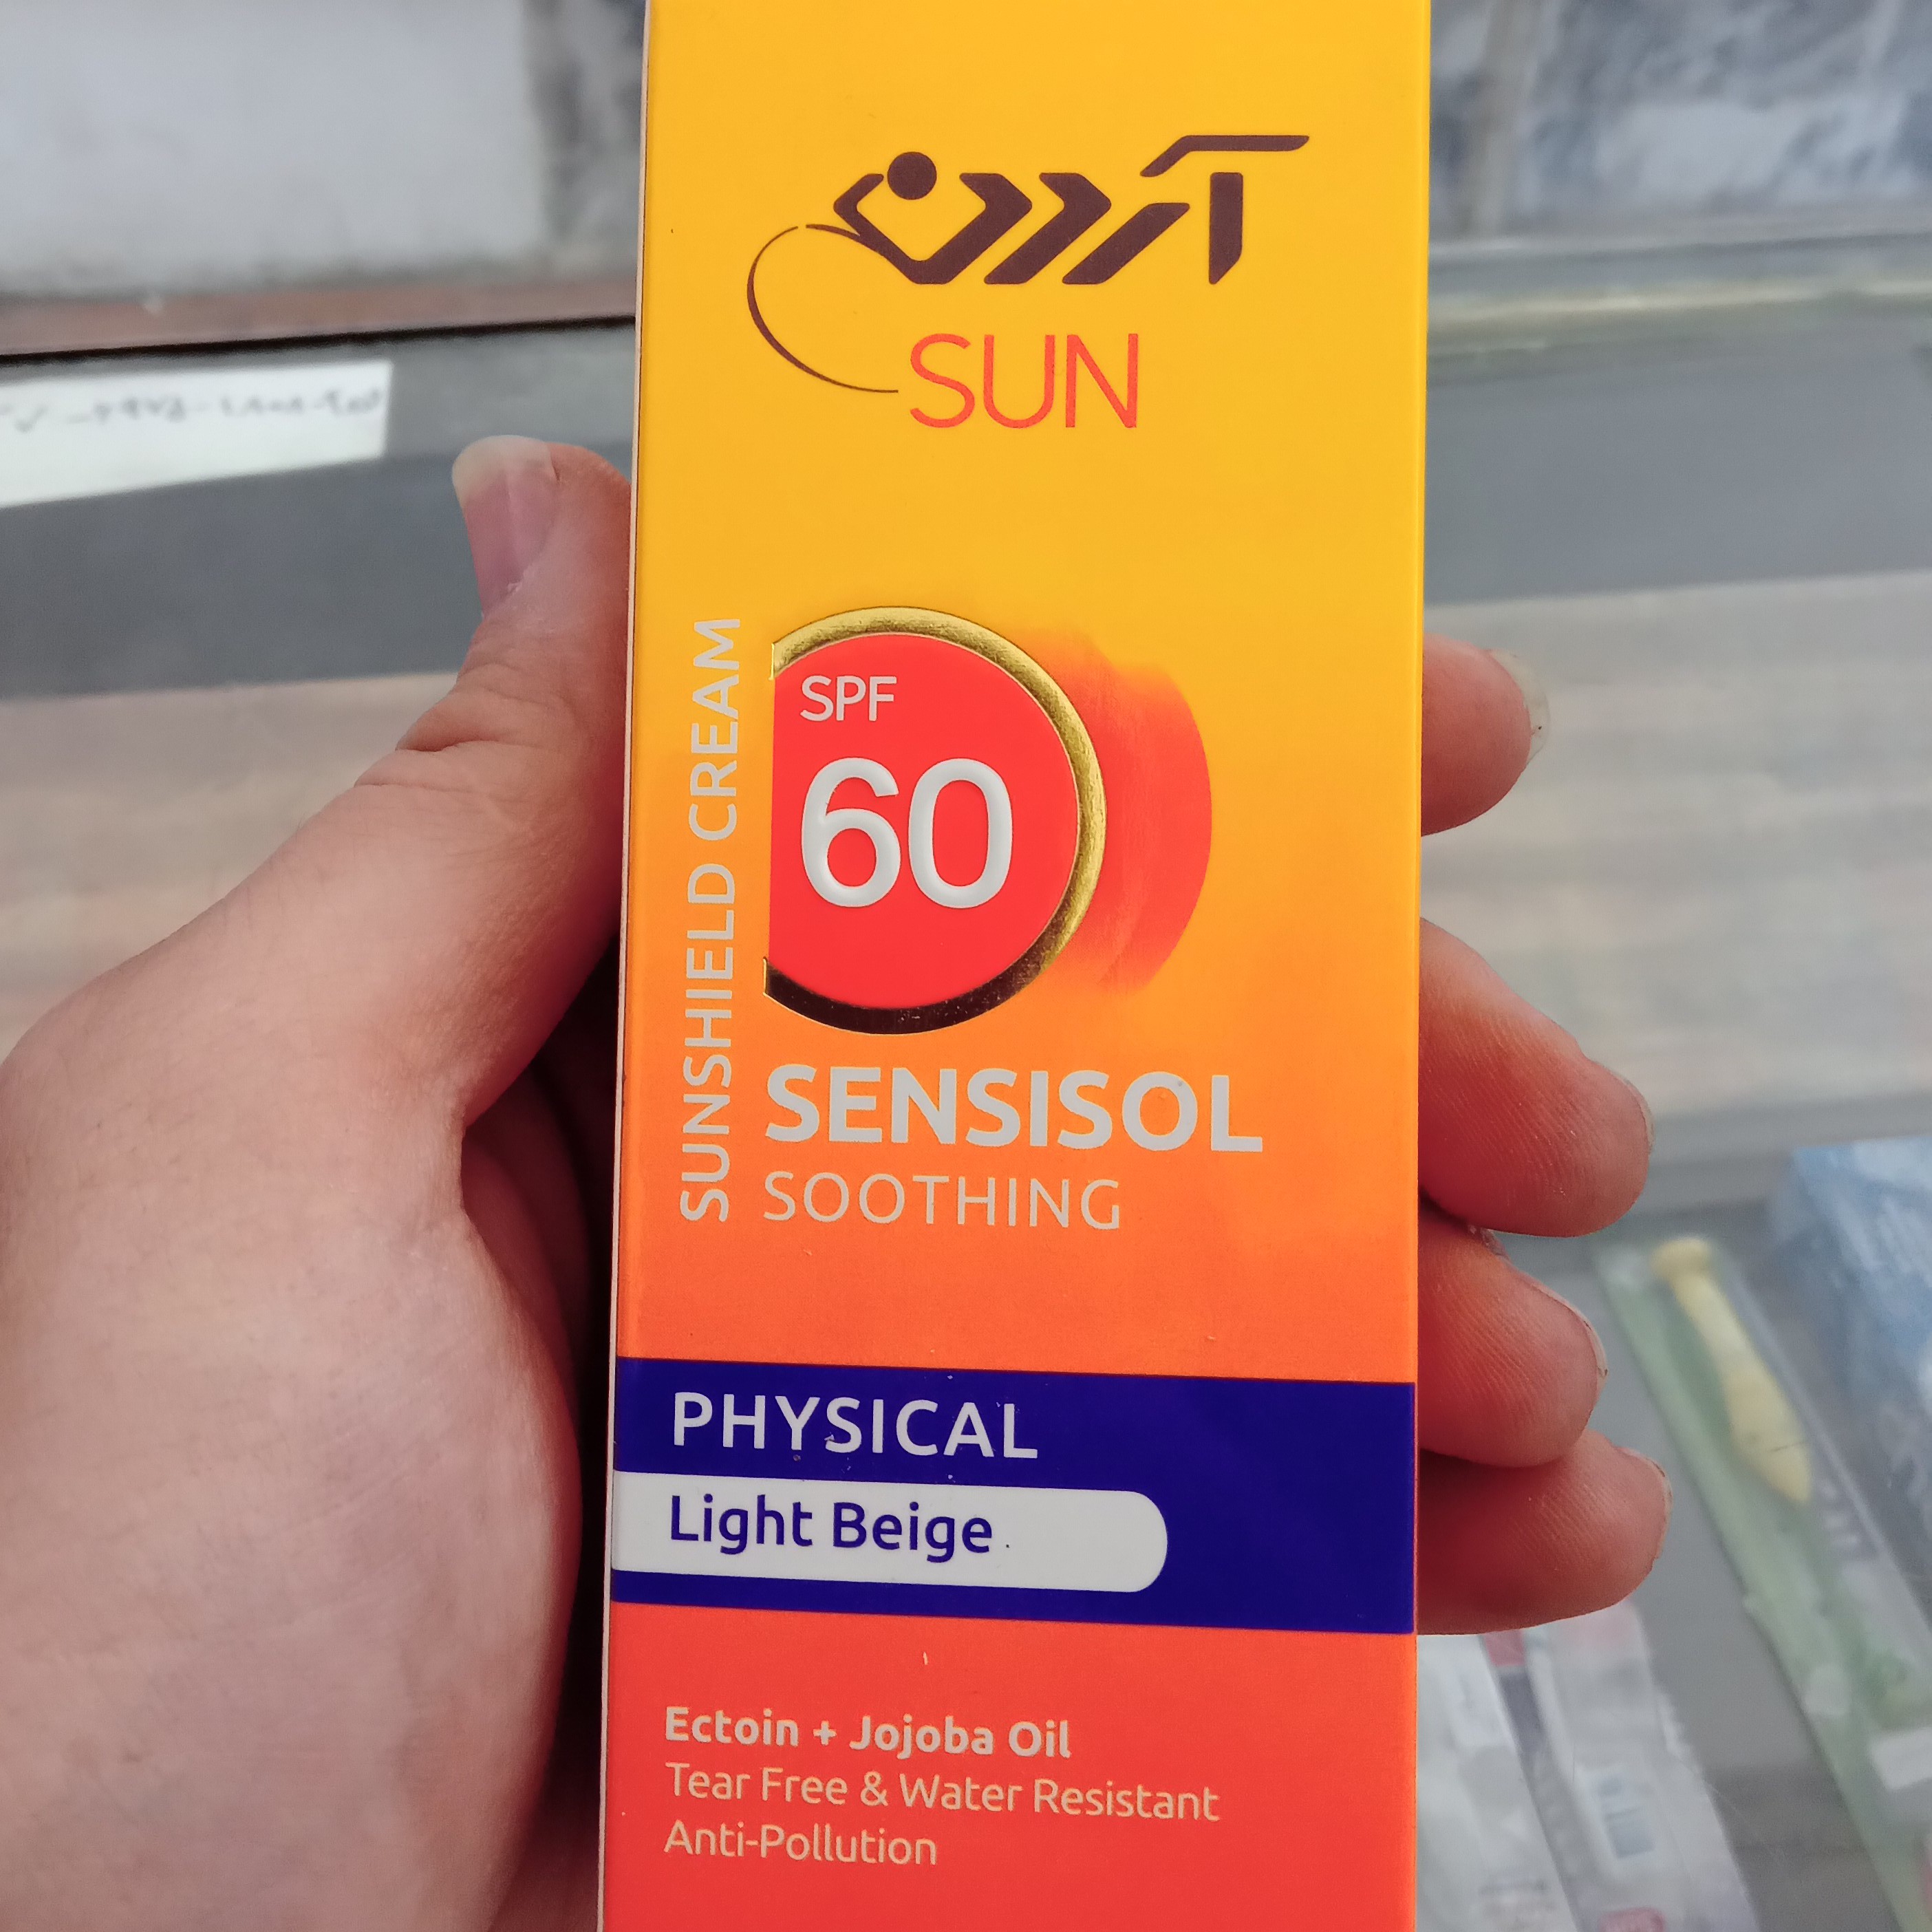 آردن
SUN
SUNSHIELD CREAM
SPF
60
SENSISOL
SOOTHING
PHYSICAL
Light Beige
Ectoin + Jojoba Oil
Tear Free & Water Resistant
Anti-Pollution